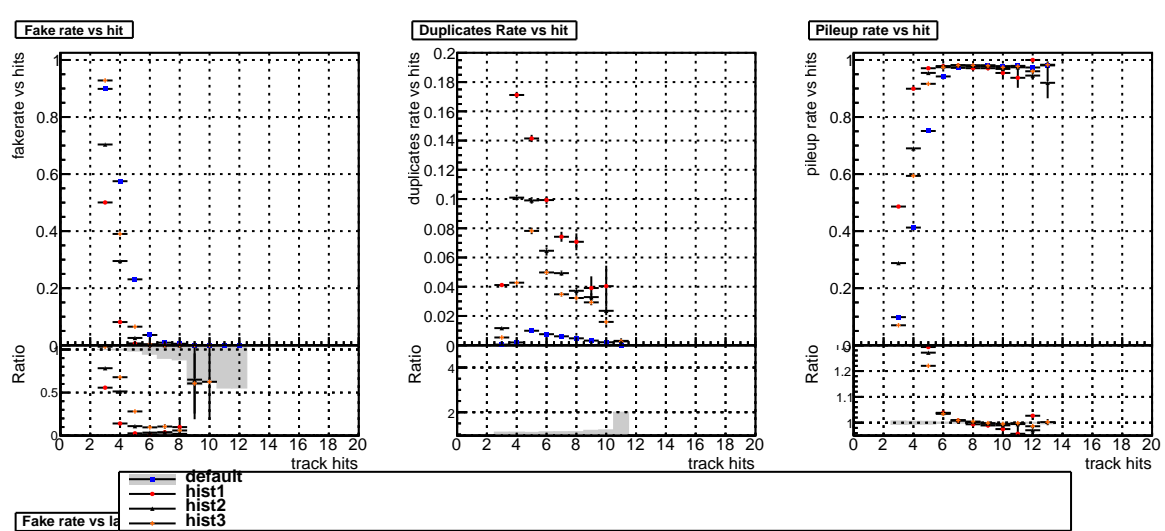 Fake rate vs hit
Duplicates Rate vs hit
Pileup rate vs hit
fakerate vs hits
1
0.8
0.6
0.4
0.2
0
duplicates rate vs hits
0.2
0.18
0.16
0.14
0.12
0.1
0.08
0.06
0.04
0.02
0
pileup rate vs hits
1
0.8
0.6
0.4
0.2
0
Ratio
0.5
0
0 2 4 6 8 10 12 14 16 18 20
track hits
Ratio
4
2
0 2 4 6 8 10 12 14 16 18 20
track hits
Ratio
1.2
1.1
1
0 2 4 6 8 10 12 14 16 18 20
track hits
default
hist1
hist2
hist3
Fake rate vs la